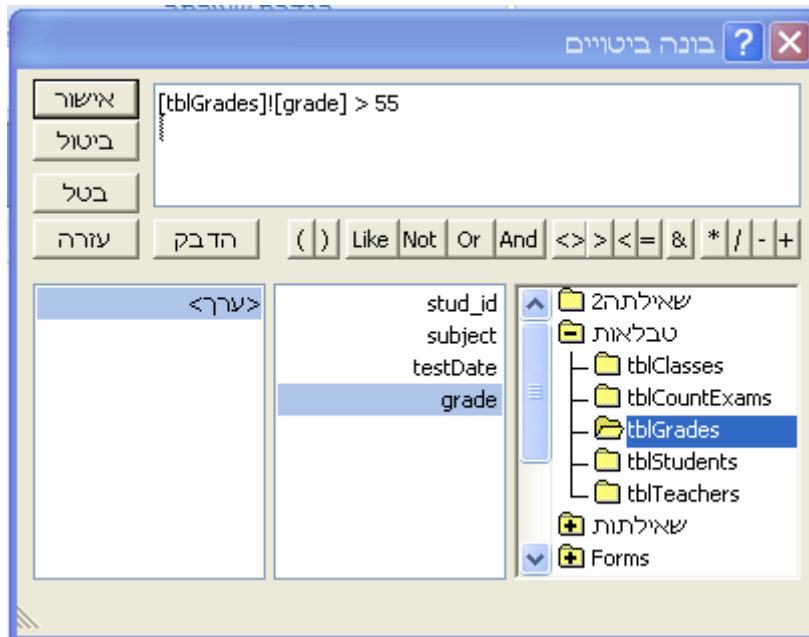 בונה ביטויים
אישור
[tblGrades]![grade] > 55
ביטול
בטל
עזרה
הדבק
( ) Like Not Or And <> > < = & * / - +
שאילתה2
טבלאות
tblClasses
tblCountExams
tblGrades
tblStudents
tblTeachers
שאילתות
Forms
stud_id
subject
testDate
grade
<ערך>